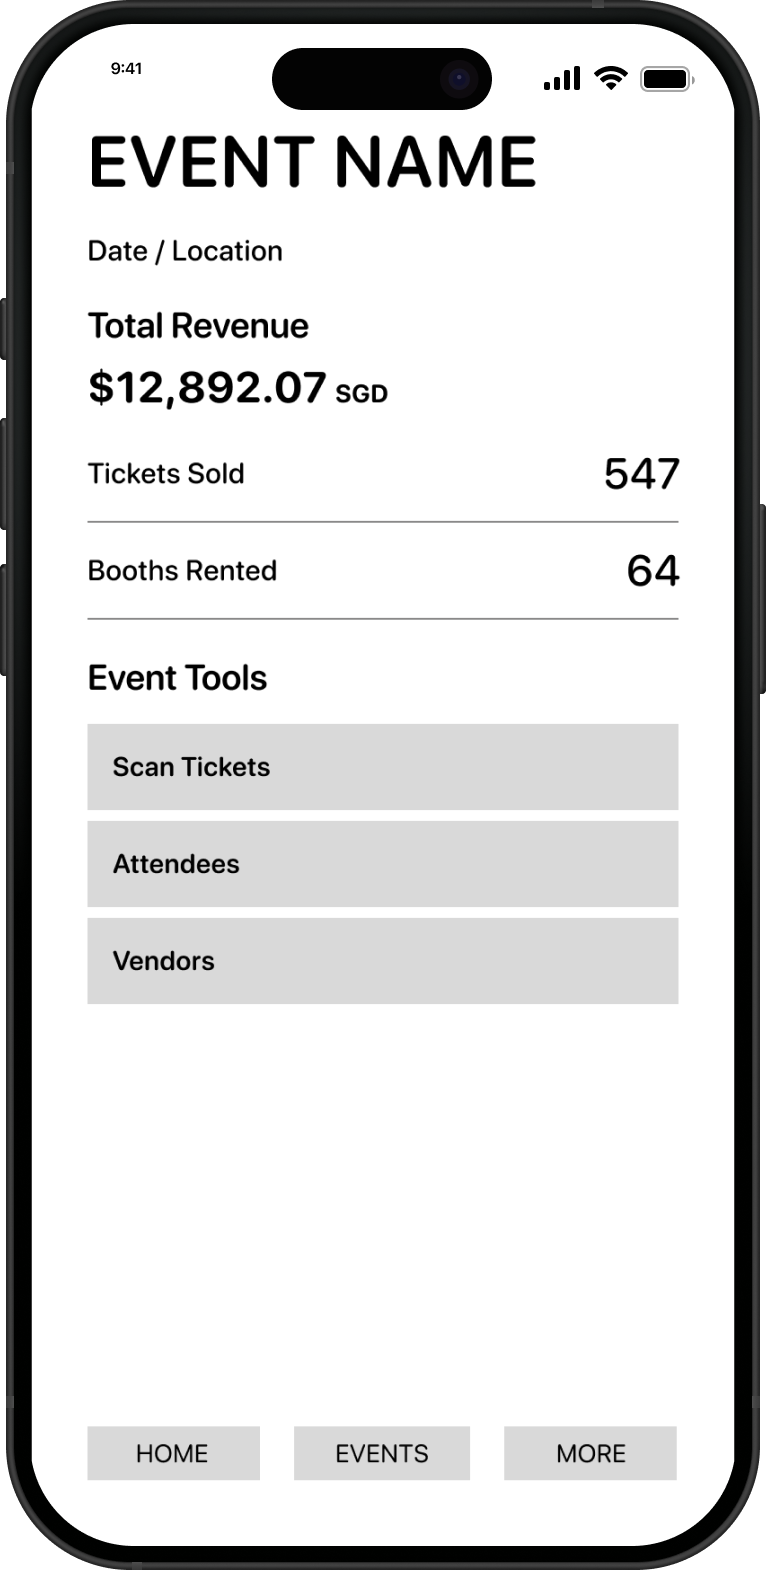 9:41
EVENT NAME
Date / Location
Total Revenue
$12,892.07 SGD
Tickets Sold 547
Booths Rented 64
Event Tools
Scan Tickets
Attendees
Vendors
HOME EVENTS MORE